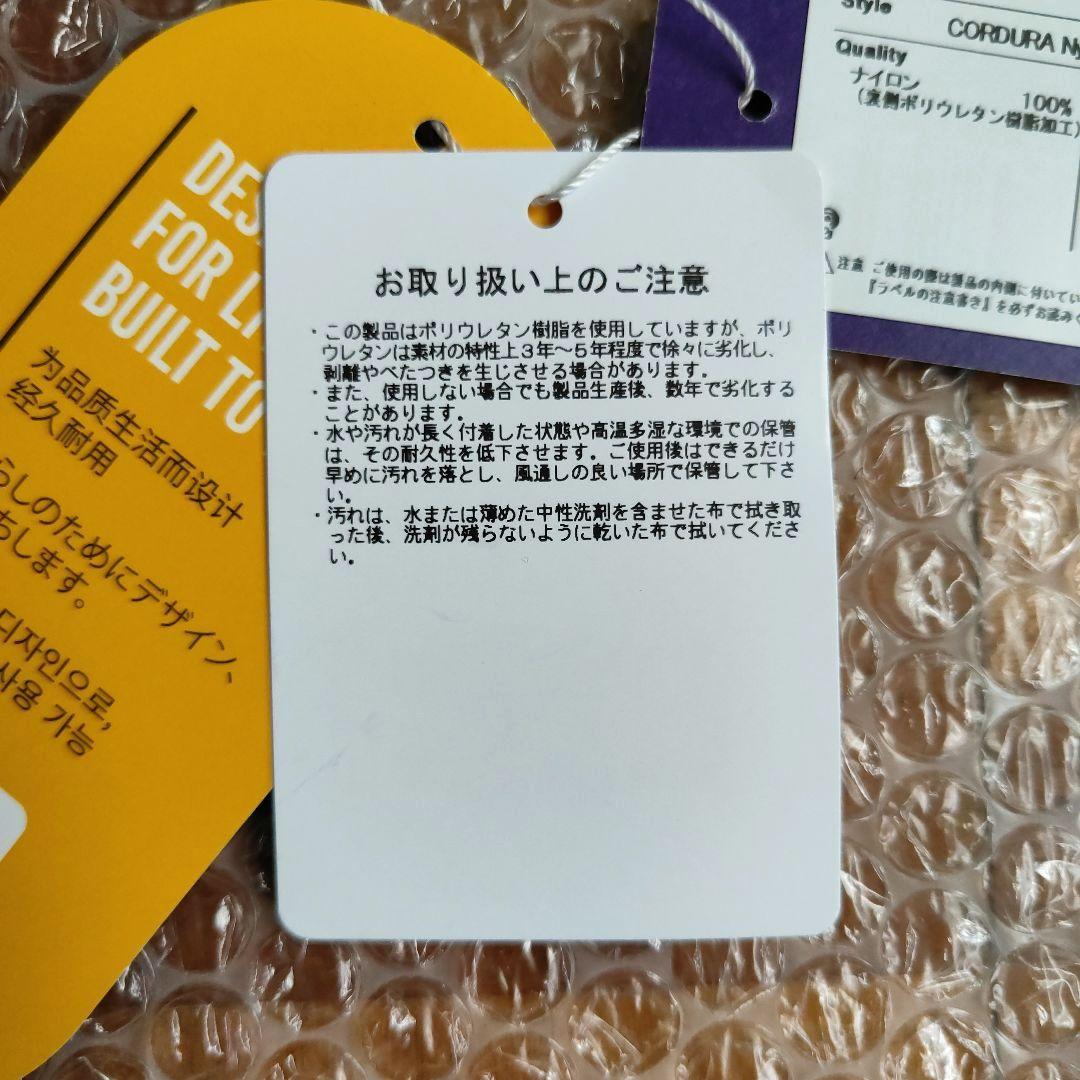 DES
FOR LI
BUILT TO
为品质生活而设计
经久耐用
らしのためにデザイン、
ちします。
디자인으로,
사용 가능
お取り扱い上のご注意
・この製品はポリウレタン樹脂を使用していますが、ポリ
ウレタンは素材の特性上３年～５年程度で徐々に劣化し、
剥離やべたつきを生じさせる場合があります。
・また、使用しない場合でも製品生産後、数年で劣化する
ことがあります。
・水や汚れが長く付着した状態や高温多湿な環境での保管
は、その耐久性を低下させます。ご使用後はできるだけ
早めに汚れを落とし、風通しの良い場所で保管して下さ
い。
・汚れは、水または薄めた中性洗剤を含ませた布で拭き取
った後、洗剤が残らないように乾いた布で拭いてくださ
い。
Style
CORDURA Ny
Quality
ナイロン 100%
（裏側ポリウレタン樹脂加工）
注意 ご使用の際は製品の内側に付いてい
『ラベルの注意書き』を必ずお読み